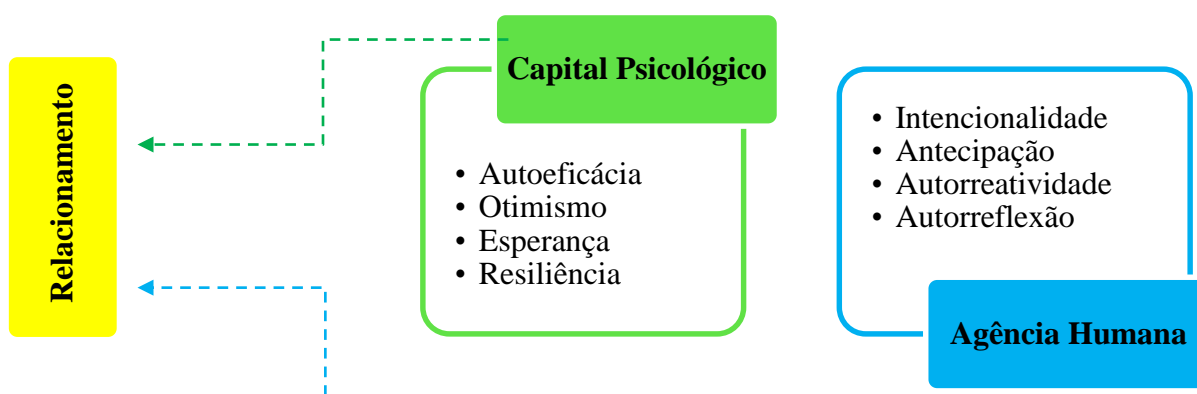 Relacionamento
Capital Psicológico
• Autoeficácia
• Otimismo
• Esperança
• Resiliência
• Intencionalidade
• Antecipação
• Autorreatividade
• Autorreflexão
Agência Humana